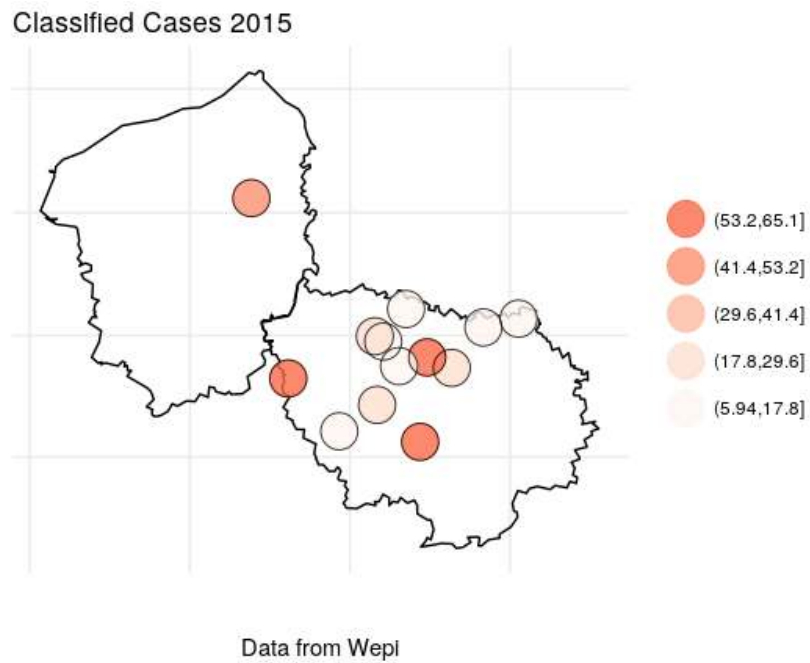 Classified Cases 2015
(53.2,65.1]
(41.4,53.2]
(29.6,41.4]
(17.8,29.6]
(5.94,17.8]
Data from Wepi